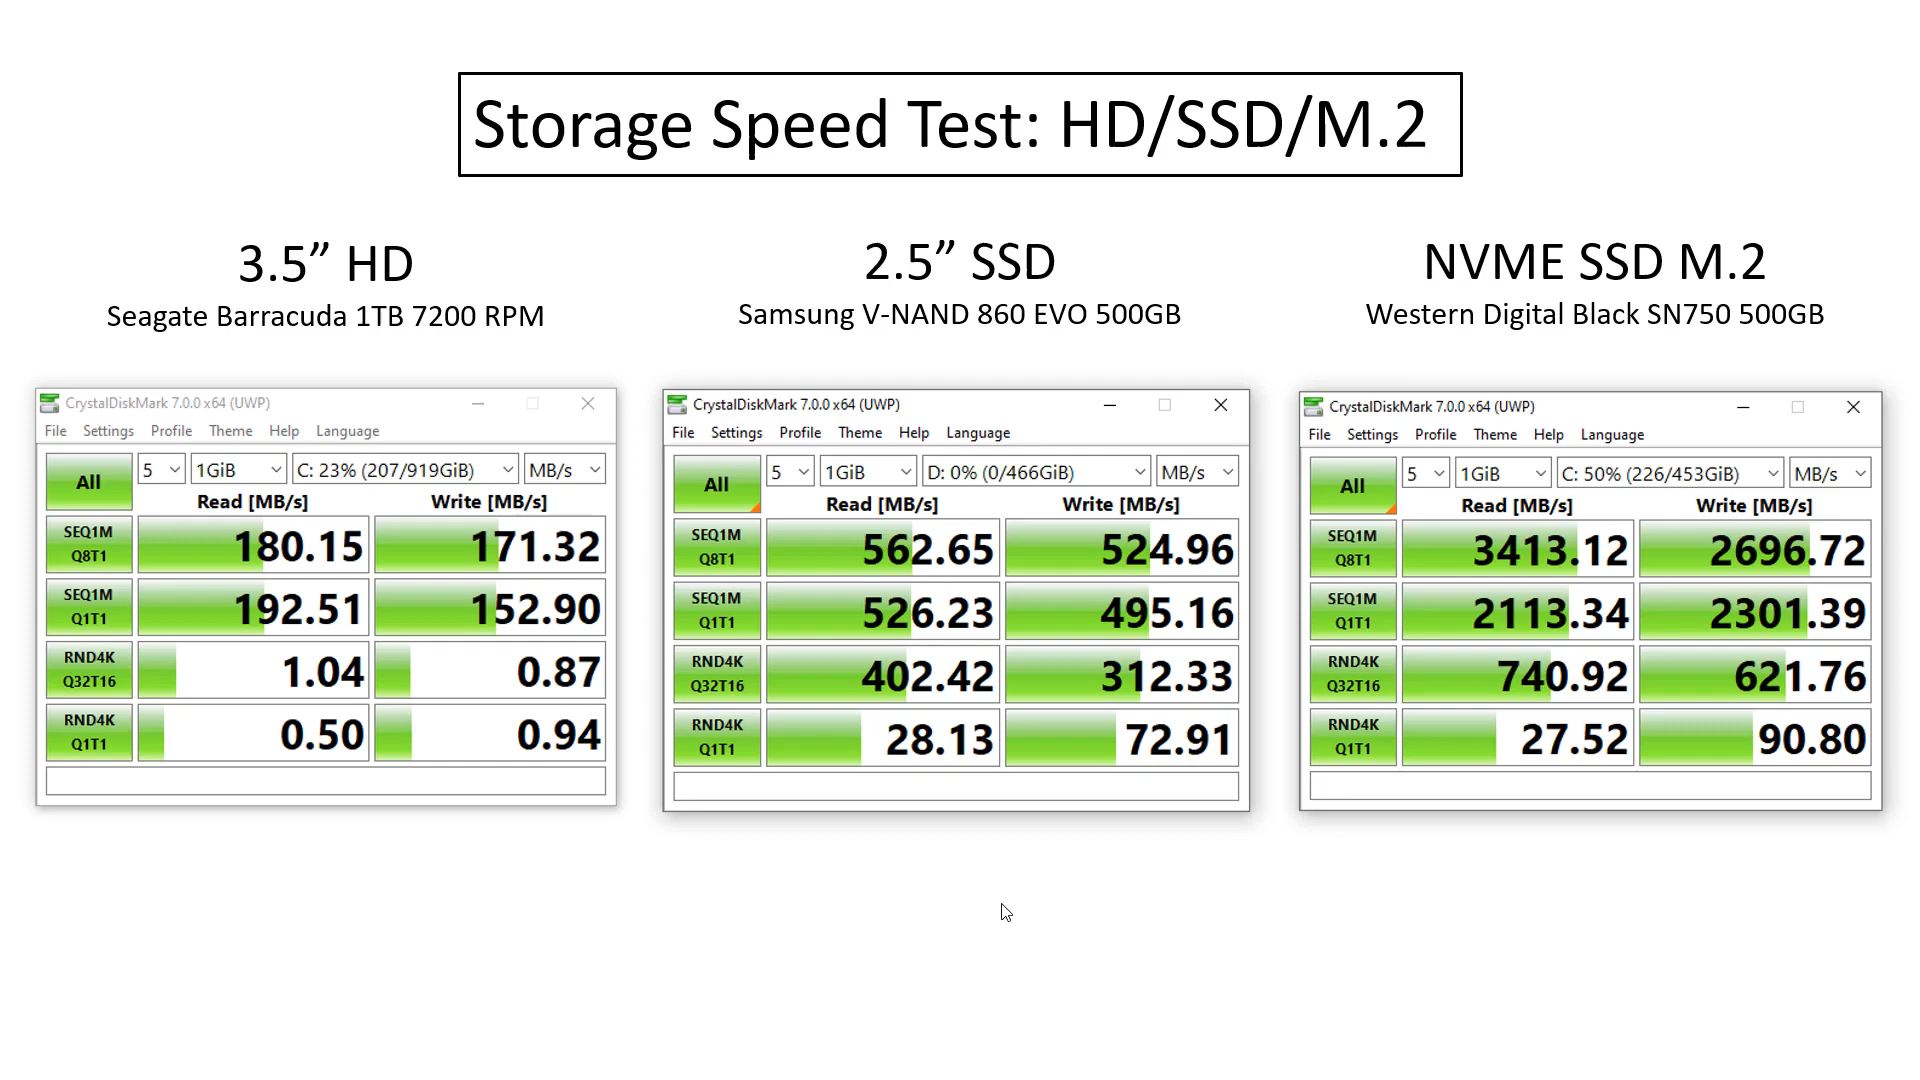 Storage Speed Test: HD/SSD/M.2
3.5” HD
Seagate Barracuda 1TB 7200 RPM
CrystalDiskMark 7.0.0 x64 (UWP)
File Settings Profile Theme Help Language
All 5 1GiB C: 23% (207/919GiB) MB/s
Read [MB/s] Write [MB/s]
SEQ1M
Q8T1 180.15 171.32
SEQ1M
Q1T1 192.51 152.90
RND4K
Q32T16 1.04 0.87
RND4K
Q1T1 0.50 0.94
2.5” SSD
Samsung V-NAND 860 EVO 500GB
CrystalDiskMark 7.0.0 x64 (UWP)
File Settings Profile Theme Help Language
All 5 1GiB D: 0% (0/466GiB) MB/s
Read [MB/s] Write [MB/s]
SEQ1M
Q8T1 562.65 524.96
SEQ1M
Q1T1 526.23 495.16
RND4K
Q32T16 402.42 312.33
RND4K
Q1T1 28.13 72.91
NVME SSD M.2
Western Digital Black SN750 500GB
CrystalDiskMark 7.0.0 x64 (UWP)
File Settings Profile Theme Help Language
All 5 1GiB C: 50% (226/453GiB) MB/s
Read [MB/s] Write [MB/s]
SEQ1M
Q8T1 3413.12 2696.72
SEQ1M
Q1T1 2113.34 2301.39
RND4K
Q32T16 740.92 621.76
RND4K
Q1T1 27.52 90.80